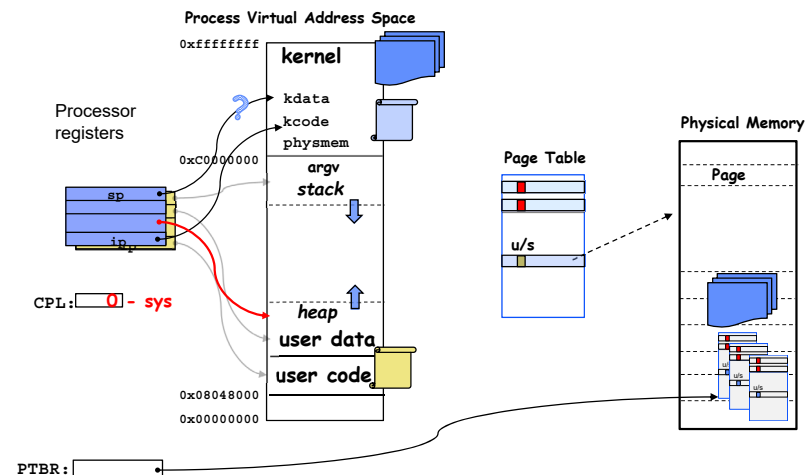 Process Virtual Address Space
0xffffffff
kernel
kdata
kcode
physmem
0xC0000000
argv
stack
heap
user data
user code
0x08048000
0x00000000
?
Processor
registers
sp
ip
CPL: 0 - sys
PTBR:
Page Table
u/s
Physical Memory
Page
u/s
u/s